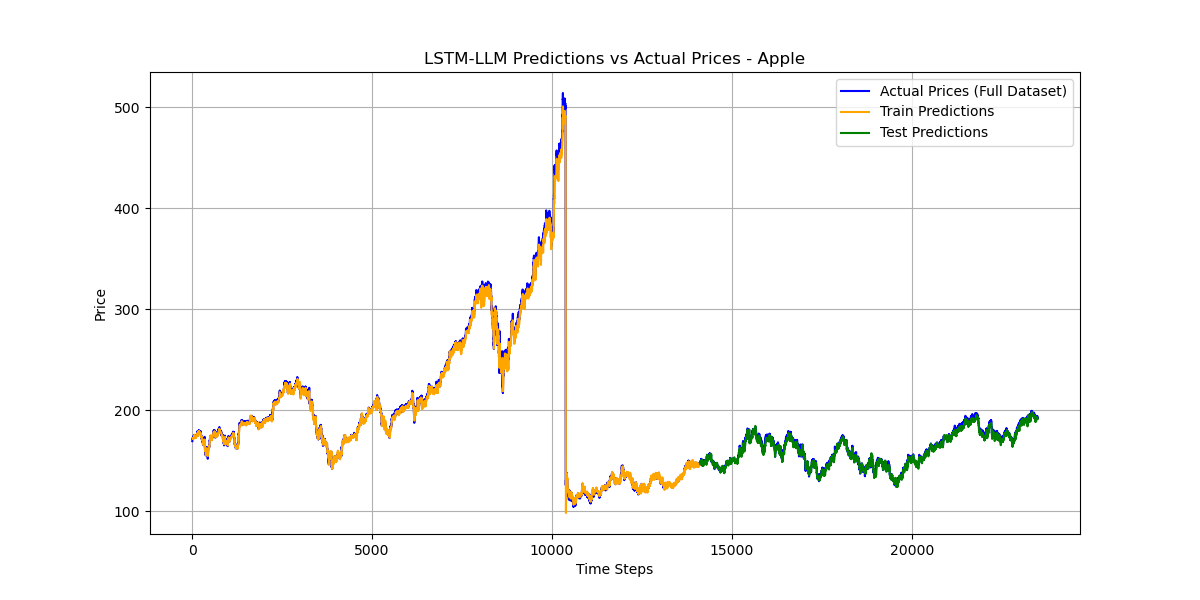 LSTM-LLM Predictions vs Actual Prices - Apple
Actual Prices (Full Dataset)
Train Predictions
Test Predictions
Price
500
400
300
200
100
0
5000
10000
15000
20000
Time Steps